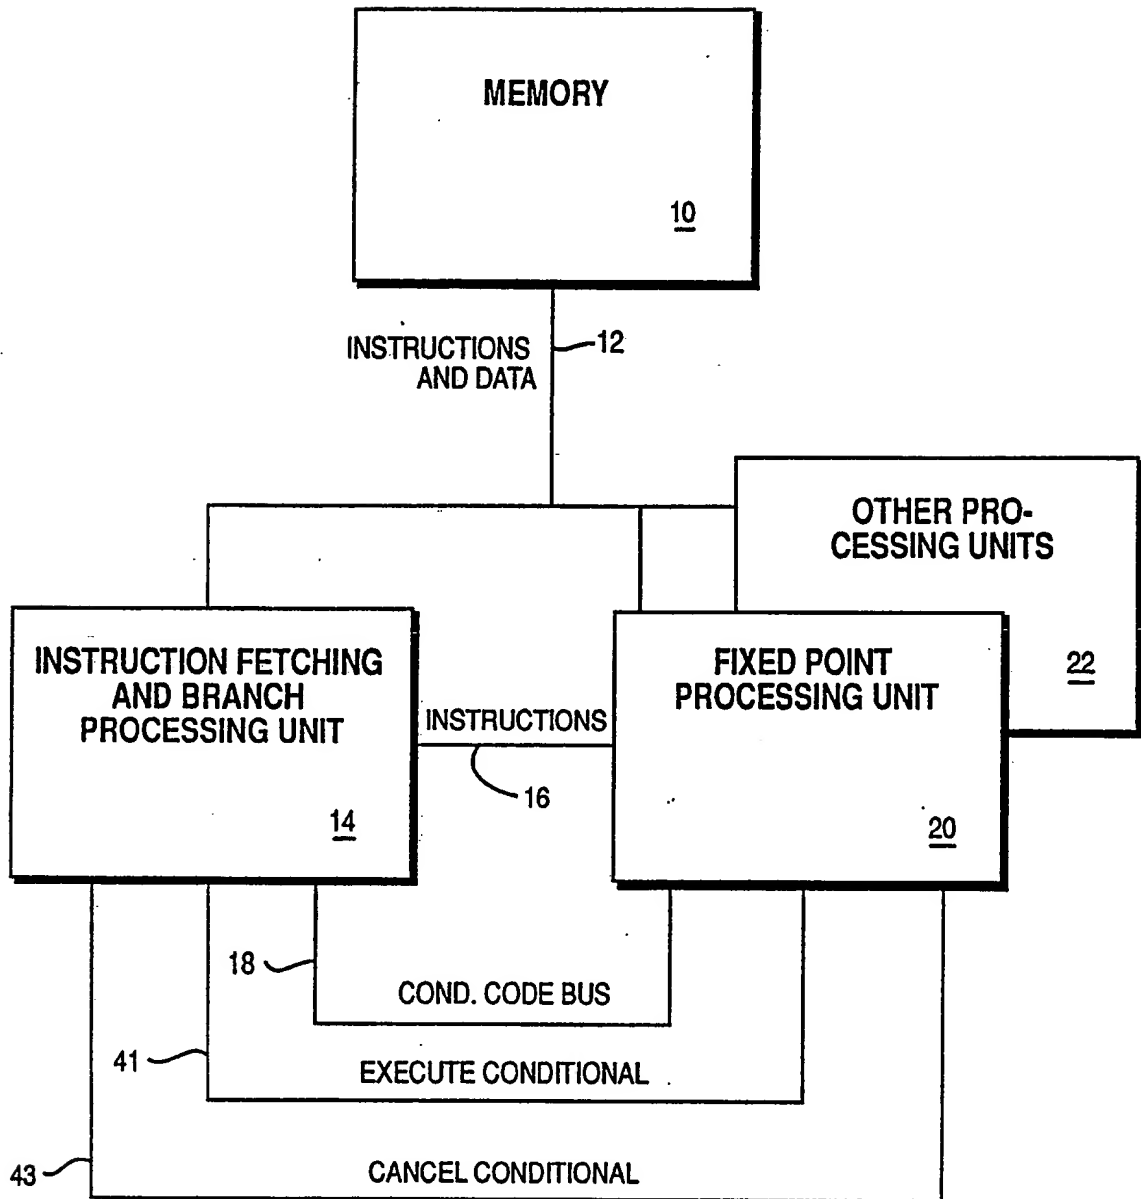 MEMORY
10
INSTRUCTIONS
AND DATA
12
OTHER PRO-
CESSING UNITS
22
INSTRUCTION FETCHING
AND BRANCH
PROCESSING UNIT
14
INSTRUCTIONS
16
FIXED POINT
PROCESSING UNIT
20
18
COND. CODE BUS
41
EXECUTE CONDITIONAL
43
CANCEL CONDITIONAL